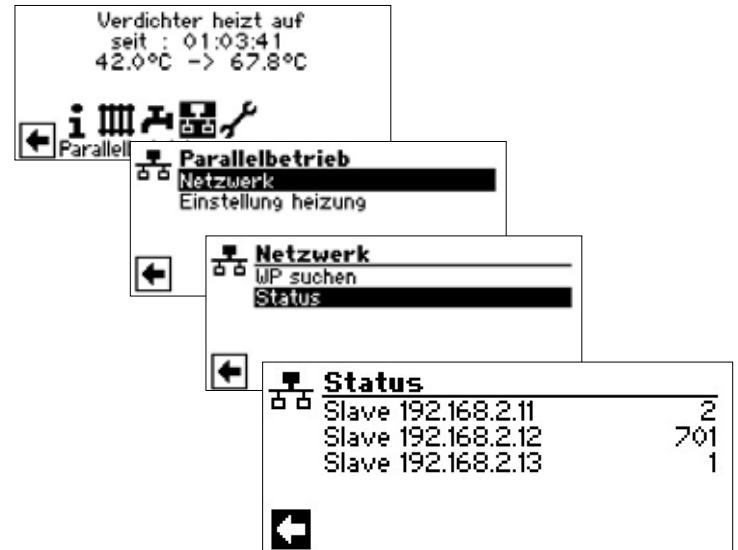 Verdichter heizt auf
seit : 01:03:41
42.0°C -> 67.8°C
Parallel
Parallelbetrieb
Netzwerk
Einstellung heizung
Netzwerk
WP suchen
Status
Status
Slave 192.168.2.11 2
Slave 192.168.2.12 701
Slave 192.168.2.13 1